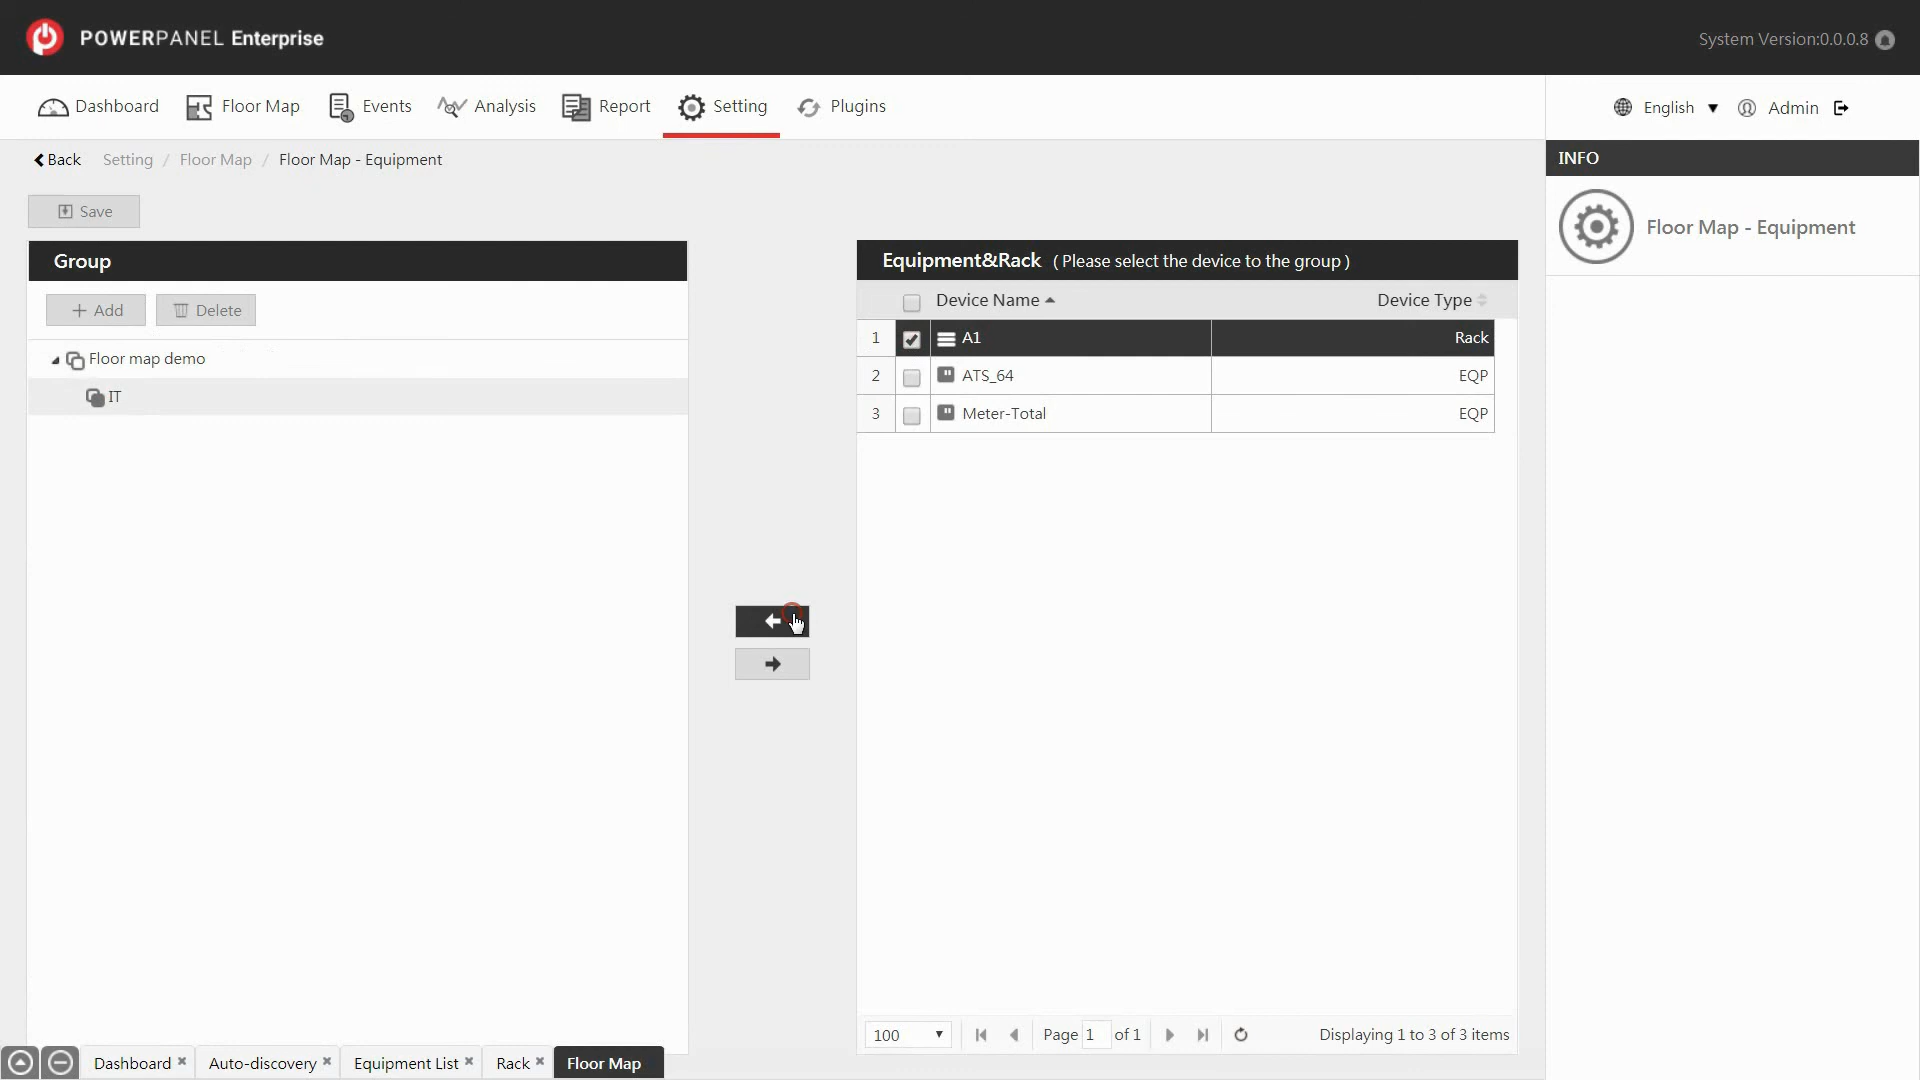 POWERPANEL Enterprise
System Version:0.0.0.8
Dashboard
Floor Map
Events
Analysis
Report
Setting
Plugins
English
Admin
Back
Setting / Floor Map / Floor Map - Equipment
INFO
Floor Map - Equipment
Save
Group
Add
Delete
Floor map demo
IT
Equipment&Rack (Please select the device to the group)
Device Name
Device Type
1 A1 Rack
2 ATS_64 EQP
3 Meter-Total EQP
100
Page 1 of 1
Displaying 1 to 3 of 3 items
Dashboard
Auto-discovery
Equipment List
Rack
Floor Map